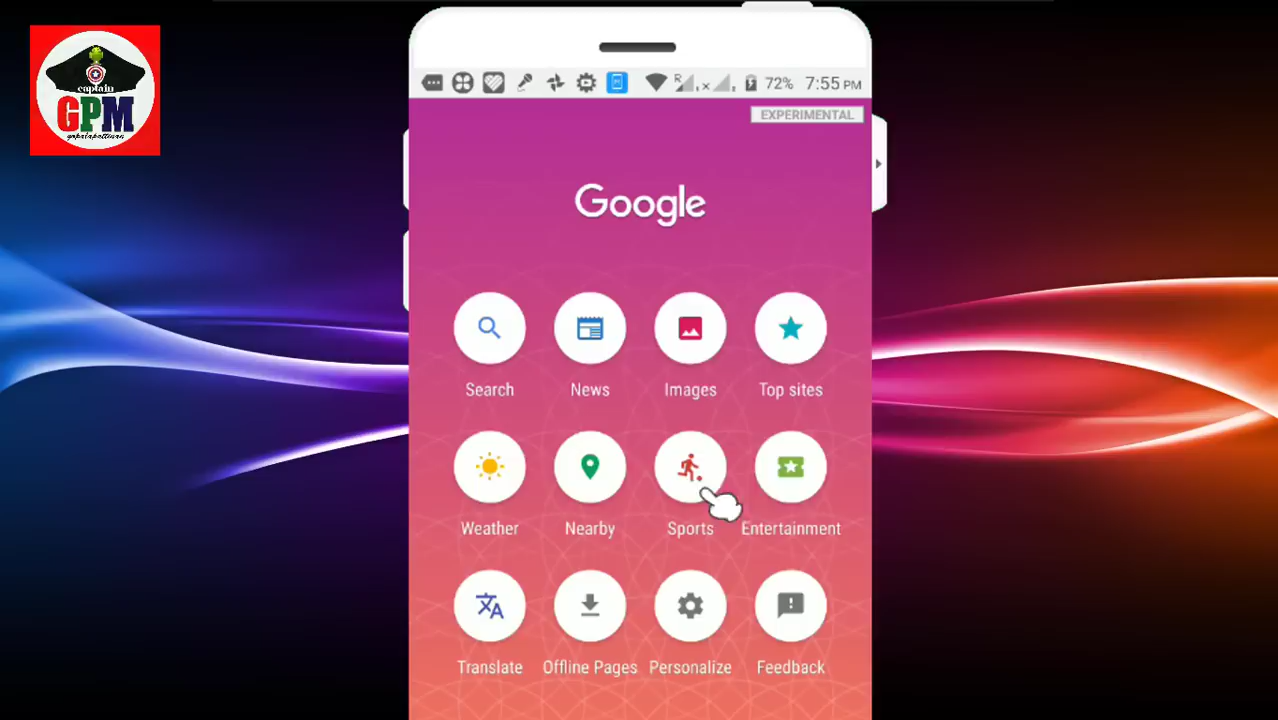 captain
GPM
72% 7:55 PM
EXPERIMENTAL
Google
Search News Images Top sites
Weather Nearby Sports Entertainment
Translate Offline Pages Personalize Feedback